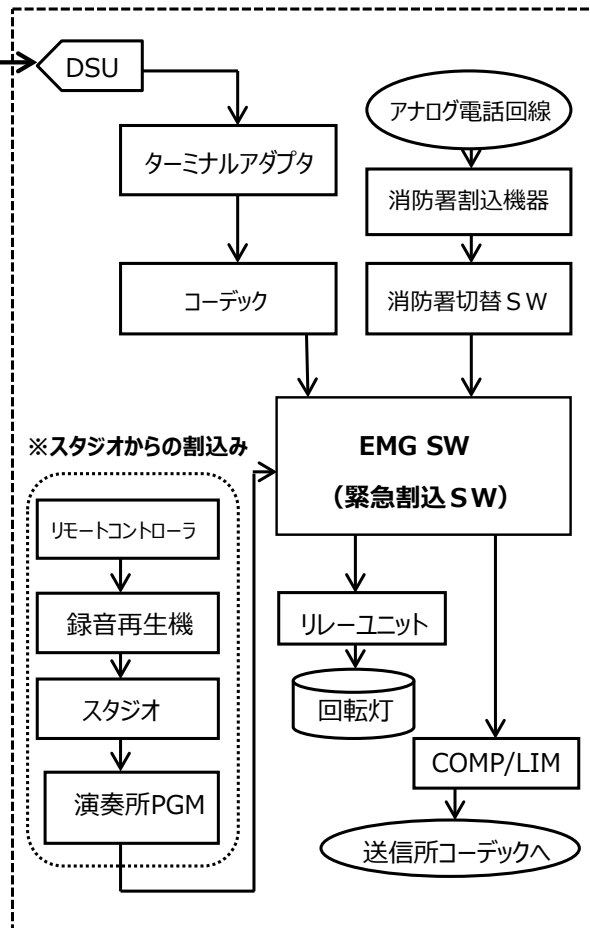 DSU
ターミナルアダプタ
コーデック
アナログ電話回線
消防署割込機器
消防署切替ＳＷ
EMG SW
（緊急割込ＳＷ）
※スタジオからの割込み
リモートコントローラ
録音再生機
スタジオ
演奏所PGM
リレーユニット
回転灯
COMP/LIM
送信所コーデックへ